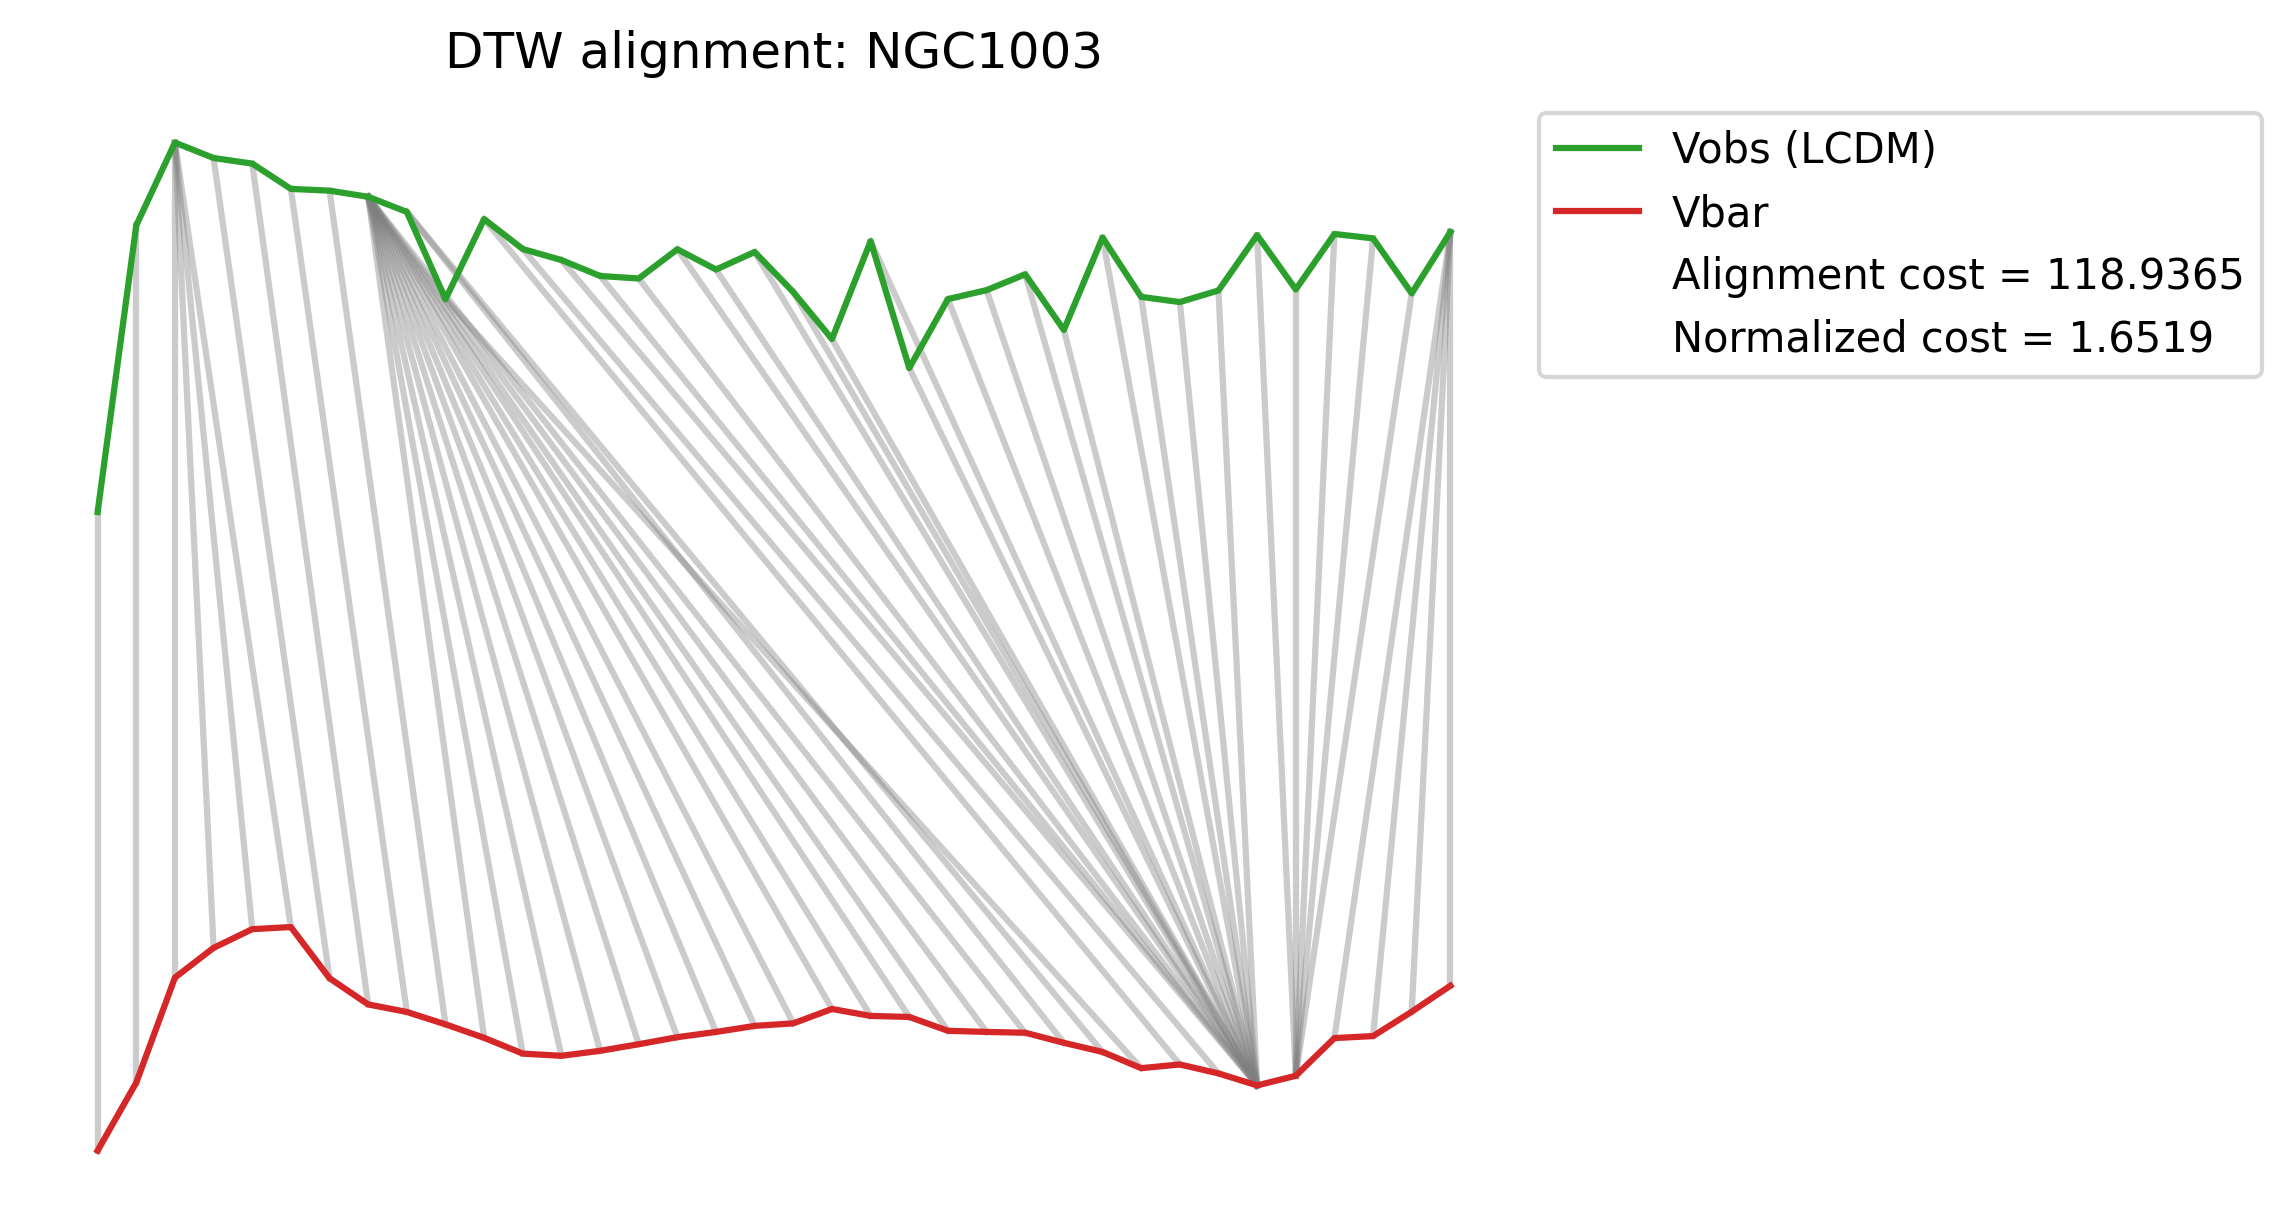 DTW alignment: NGC1003
Vobs (LCDM)
Vbar
Alignment cost = 118.9365
Normalized cost = 1.6519